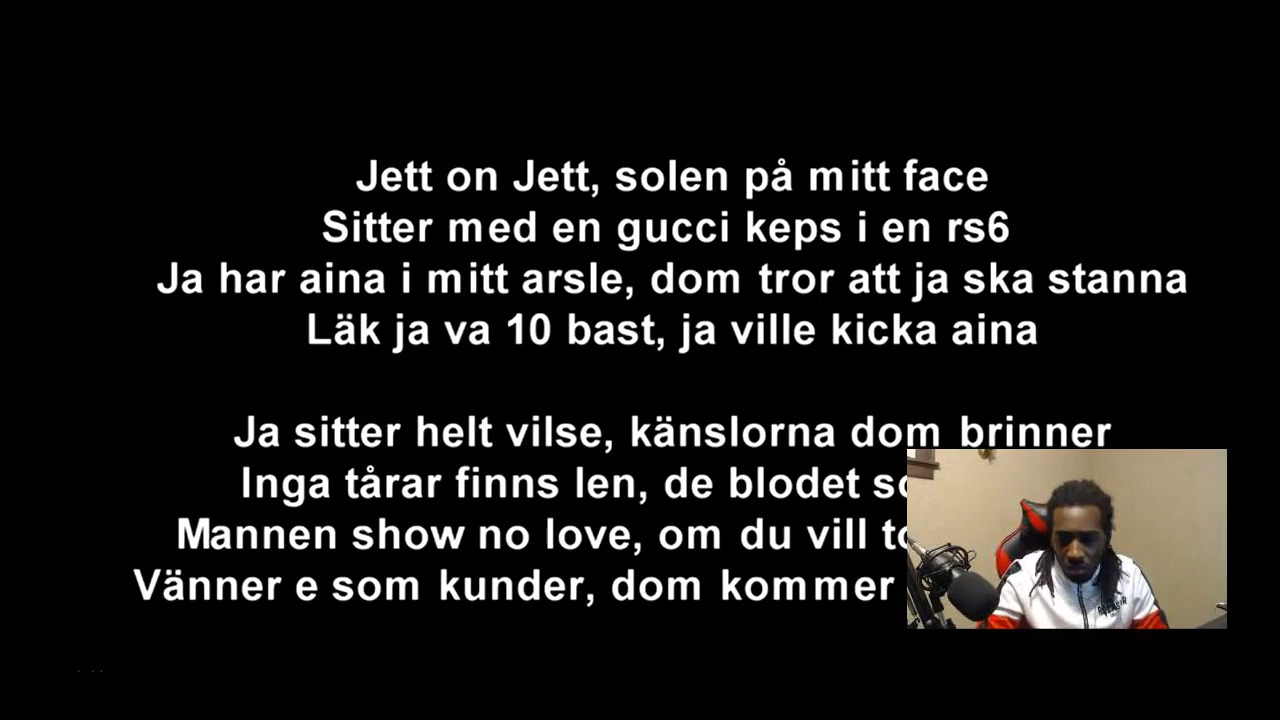 Jett on Jett, solen på mitt face
Sitter med en gucci keps i en rs6
Ja har aina i mitt arsle, dom tror att ja ska stanna
Läk ja va 10 bast, ja ville kicka aina
Ja sitter helt vilse, känslorna dom brinner
Inga tårar finns len, de blodet
Mannen show no love, om du vill
Vänner e som kunder, dom kommer